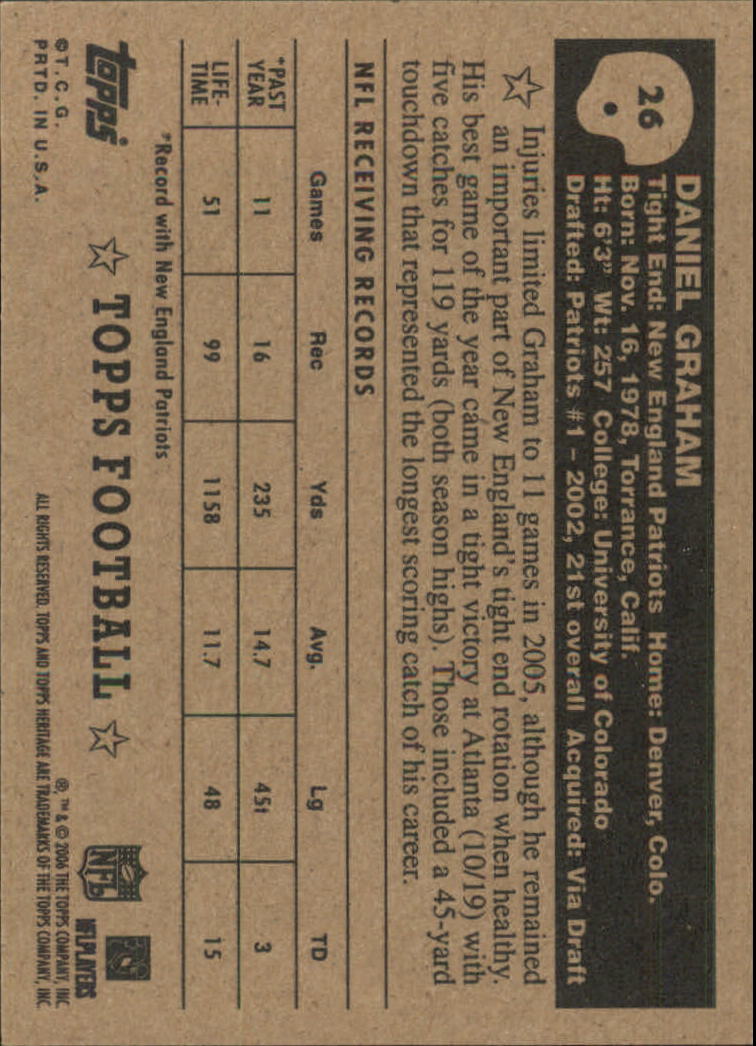 26
DANIEL GRAHAM
Tight End: New England Patriots Home: Denver, Colo.
Born: Nov. 16, 1978, Torrance, Calif.
Ht: 6'3" Wt: 257 College: University of Colorado
Drafted: Patriots #1 – 2002, 21st overall Acquired: Via Draft
Injuries limited Graham to 11 games in 2005, although he remained
an important part of New England's tight end rotation when healthy.
His best game of the year came in a tight victory at Atlanta (10/19) with
five catches for 119 yards (both season highs). Those included a 45-yard
touchdown that represented the longest scoring catch of his career.
NFL RECEIVING RECORDS
Games Rec Yds Avg. Lg TD
*PAST YEAR 11 16 235 14.7 45t 3
LIFE-TIME 51 99 1158 11.7 48 15
*Record with New England Patriots
topps ☆ TOPPS FOOTBALL ☆
NFL
NFLPLAYERS
©T.C.G.
PRTD. IN U.S.A.
®, ™ & © 2006 THE TOPPS COMPANY, INC
ALL RIGHTS RESERVED. TOPPS AND TOPPS HERITAGE ARE TRADEMARKS OF THE TOPPS COMPANY, INC.